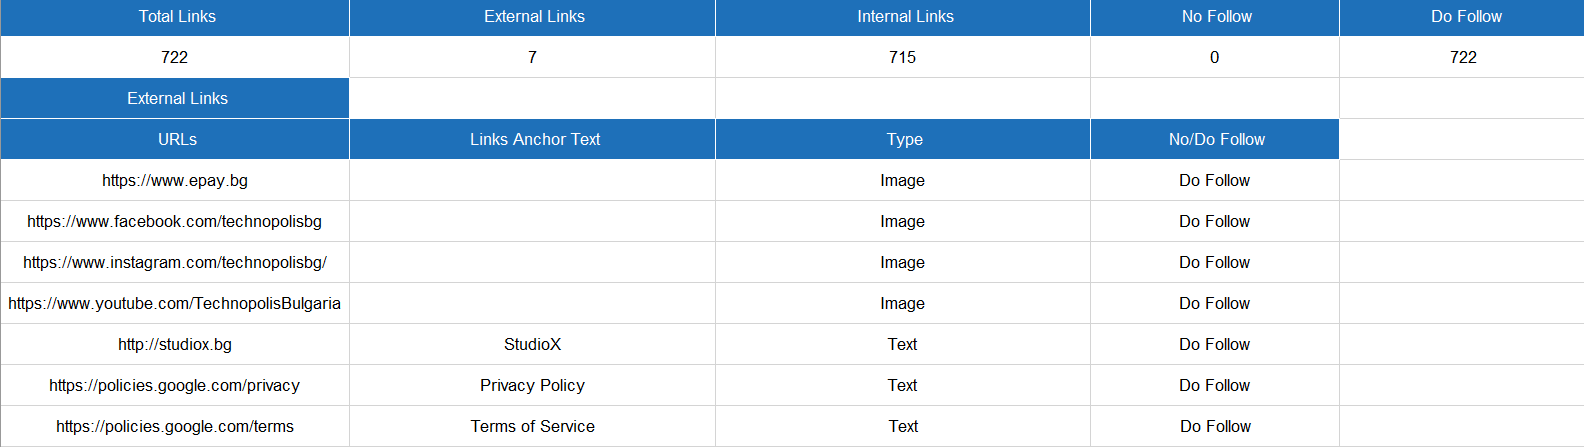 Total Links External Links Internal Links No Follow Do Follow
722 7 715 0 722
External Links
URLs Links Anchor Text Type No/Do Follow
https://www.epay.bg Image Do Follow
https://www.facebook.com/technopolisbg Image Do Follow
https://www.instagram.com/technopolisbg/ Image Do Follow
https://www.youtube.com/TechnopolisBulgaria Image Do Follow
http://studiox.bg StudioX Text Do Follow
https://policies.google.com/privacy Privacy Policy Text Do Follow
https://policies.google.com/terms Terms of Service Text Do Follow